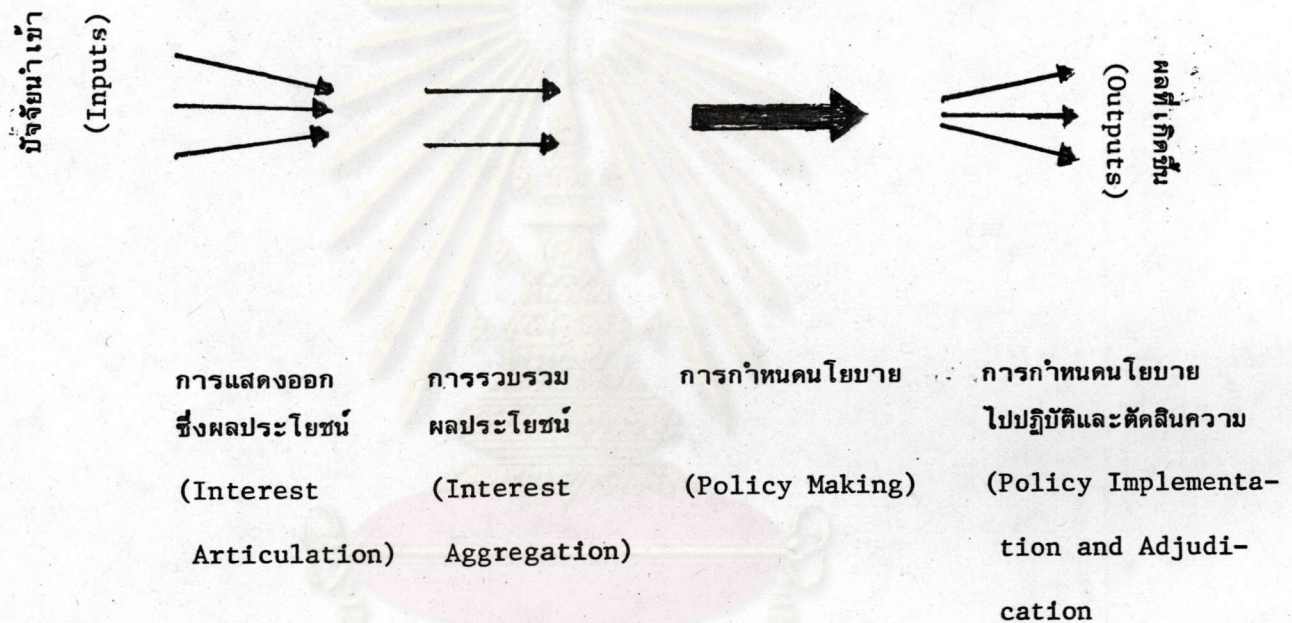 ปัจจัยนำเข้า
(Inputs)
ผลที่เกิดขึ้น
(Outputs)
การแสดงออก
ซึ่งผลประโยชน์
(Interest
Articulation)
การรวบรวม
ผลประโยชน์
(Interest
Aggregation)
การกำหนดนโยบาย
(Policy Making)
การกำหนดนโยบาย
ไปปฏิบัติและตัดสินความ
(Policy Implementa-
tion and Adjudi-
cation